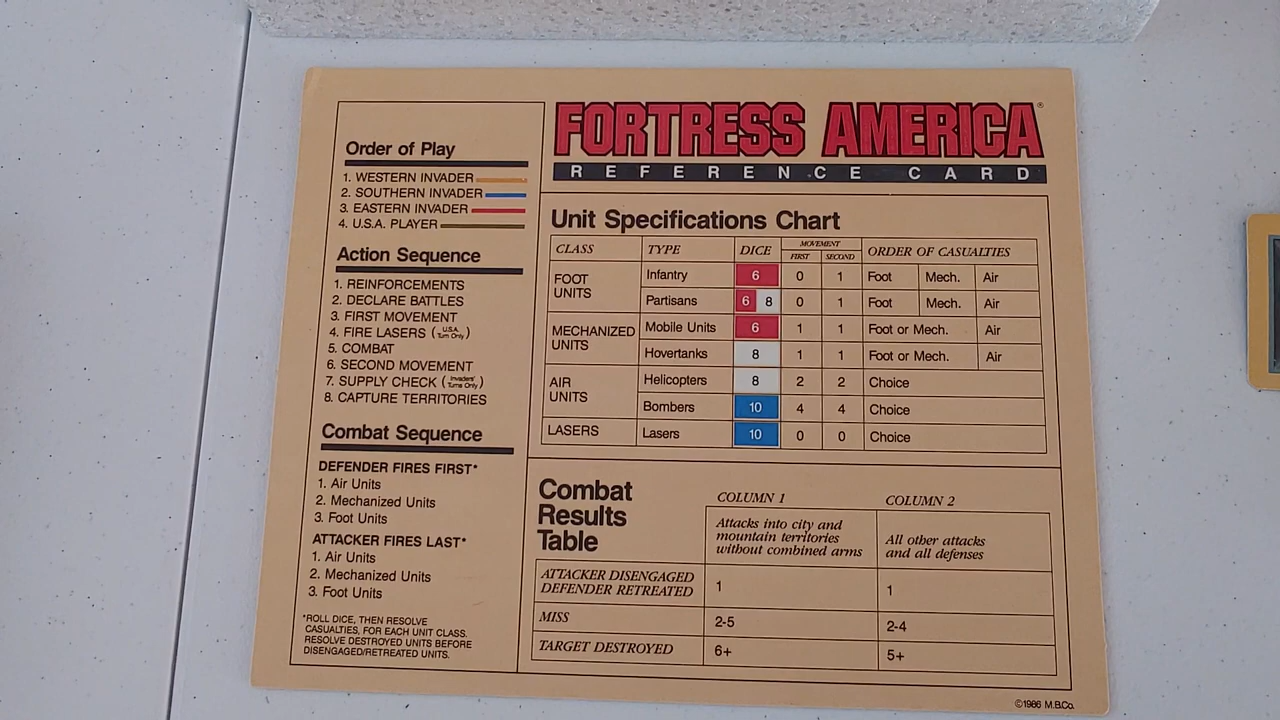 FORTRESS AMERICA®
REFERENCE CARD
Order of Play
1. WESTERN INVADER
2. SOUTHERN INVADER
3. EASTERN INVADER
4. U.S.A. PLAYER
Action Sequence
1. REINFORCEMENTS
2. DECLARE BATTLES
3. FIRST MOVEMENT
4. FIRE LASERS (U.S.A. Turn Only)
5. COMBAT
6. SECOND MOVEMENT
7. SUPPLY CHECK (Invaders' Turns Only)
8. CAPTURE TERRITORIES
Combat Sequence
DEFENDER FIRES FIRST*
1. Air Units
2. Mechanized Units
3. Foot Units
ATTACKER FIRES LAST*
1. Air Units
2. Mechanized Units
3. Foot Units
*ROLL DICE, THEN RESOLVE
CASUALTIES, FOR EACH UNIT CLASS.
RESOLVE DESTROYED UNITS BEFORE
DISENGAGED/RETREATED UNITS.
Unit Specifications Chart
CLASS TYPE DICE MOVEMENT FIRST SECOND ORDER OF CASUALTIES
FOOT UNITS Infantry 6 0 1 Foot Mech. Air
Partisans 6 8 0 1 Foot Mech. Air
MECHANIZED UNITS Mobile Units 6 1 1 Foot or Mech. Air
Hovertanks 8 1 1 Foot or Mech. Air
AIR UNITS Helicopters 8 2 2 Choice
Bombers 10 4 4 Choice
LASERS Lasers 10 0 0 Choice
Combat
Results
Table
COLUMN 1 COLUMN 2
Attacks into city and
mountain territories
without combined arms
All other attacks
and all defenses
ATTACKER DISENGAGED
DEFENDER RETREATED 1 1
MISS 2-5 2-4
TARGET DESTROYED 6+ 5+
©1986 M.B.Co.